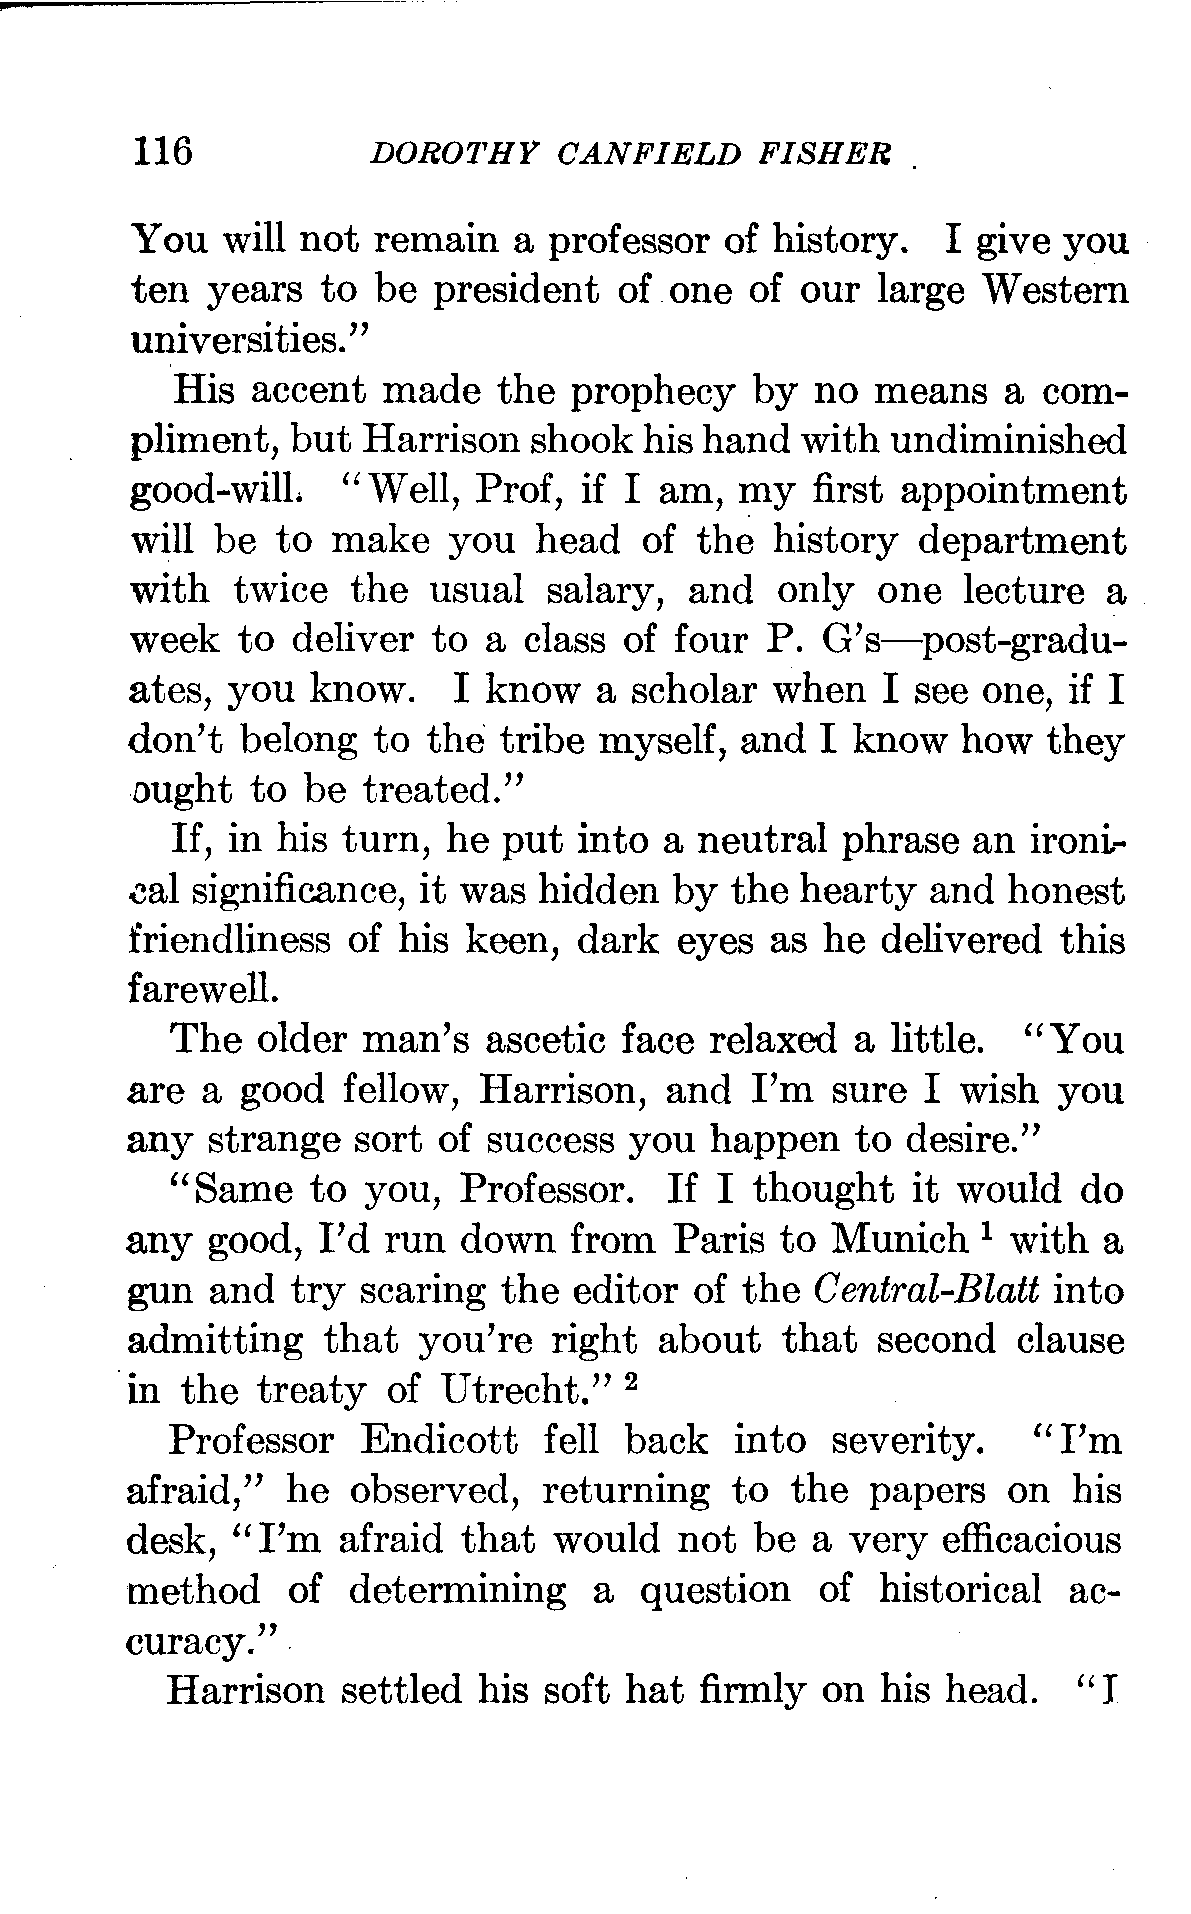 116 DOROTHY CANFIELD FISHER
You will not remain a professor of history. I give you
ten years to be president of one of our large Western
universities."
His accent made the prophecy by no means a com-
pliment, but Harrison shook his hand with undiminished
good-will. "Well, Prof, if I am, my first appointment
will be to make you head of the history department
with twice the usual salary, and only one lecture a
week to deliver to a class of four P. G's—post-gradu-
ates, you know. I know a scholar when I see one, if I
don't belong to the tribe myself, and I know how they
ought to be treated."
If, in his turn, he put into a neutral phrase an ironi-
cal significance, it was hidden by the hearty and honest
friendliness of his keen, dark eyes as he delivered this
farewell.
The older man's ascetic face relaxed a little. "You
are a good fellow, Harrison, and I'm sure I wish you
any strange sort of success you happen to desire."
"Same to you, Professor. If I thought it would do
any good, I'd run down from Paris to Munich ¹ with a
gun and try scaring the editor of the Central-Blatt into
admitting that you're right about that second clause
in the treaty of Utrecht." ²
Professor Endicott fell back into severity. "I'm
afraid," he observed, returning to the papers on his
desk, "I'm afraid that would not be a very efficacious
method of determining a question of historical ac-
curacy."
Harrison settled his soft hat firmly on his head. "I